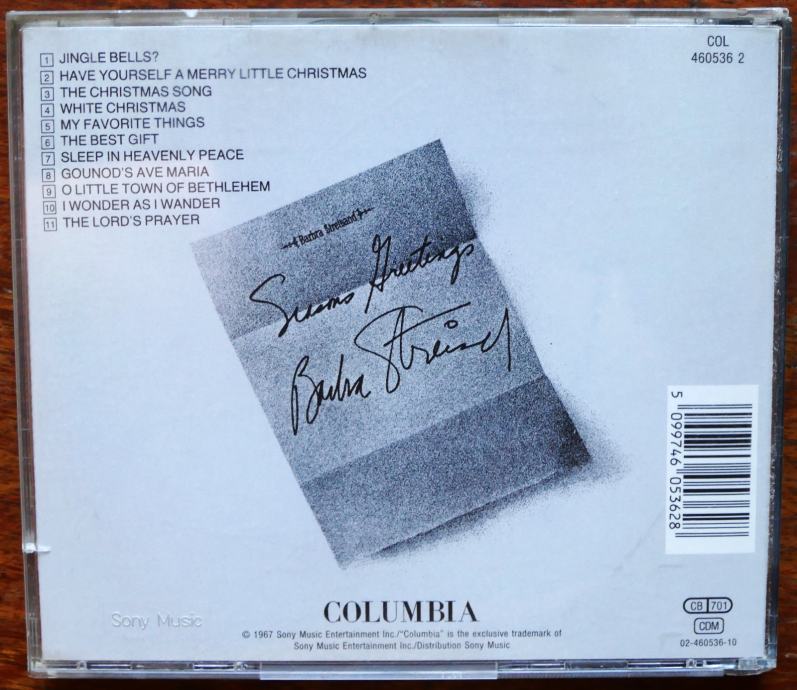 1 JINGLE BELLS?
2 HAVE YOURSELF A MERRY LITTLE CHRISTMAS
3 THE CHRISTMAS SONG
4 WHITE CHRISTMAS
5 MY FAVORITE THINGS
6 THE BEST GIFT
7 SLEEP IN HEAVENLY PEACE
8 GOUNOD'S AVE MARIA
9 O LITTLE TOWN OF BETHLEHEM
10 I WONDER AS I WANDER
11 THE LORD'S PRAYER
COL
460536 2
Barbra Streisand
Seasons Greetings
Barbra Streisand
5 099746 053628
Sony Music
COLUMBIA
© 1967 Sony Music Entertainment Inc./"Columbia" is the exclusive trademark of
Sony Music Entertainment Inc./Distribution Sony Music
CB 701
CDM
02-460536-10